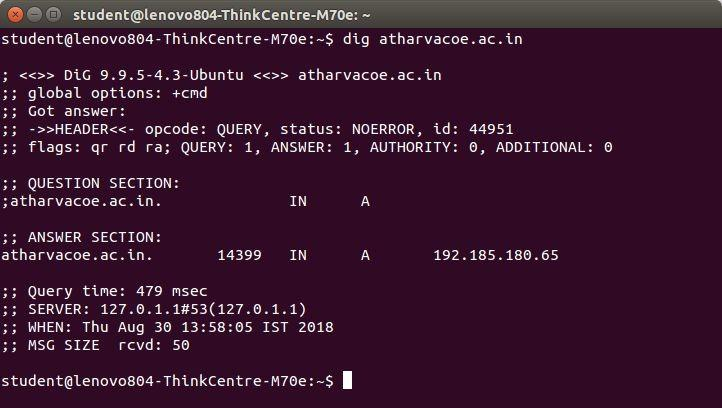 student@lenovo804-ThinkCentre-M70e: ~
student@lenovo804-ThinkCentre-M70e:~$ dig atharvacoe.ac.in

; <<>> DiG 9.9.5-4.3-Ubuntu <<>> atharvacoe.ac.in
;; global options: +cmd
;; Got answer:
;; ->>HEADER<<- opcode: QUERY, status: NOERROR, id: 44951
;; flags: qr rd ra; QUERY: 1, ANSWER: 1, AUTHORITY: 0, ADDITIONAL: 0

;; QUESTION SECTION:
;atharvacoe.ac.in.		IN	A

;; ANSWER SECTION:
atharvacoe.ac.in.	14399	IN	A	192.185.180.65

;; Query time: 479 msec
;; SERVER: 127.0.1.1#53(127.0.1.1)
;; WHEN: Thu Aug 30 13:58:05 IST 2018
;; MSG SIZE  rcvd: 50

student@lenovo804-ThinkCentre-M70e:~$